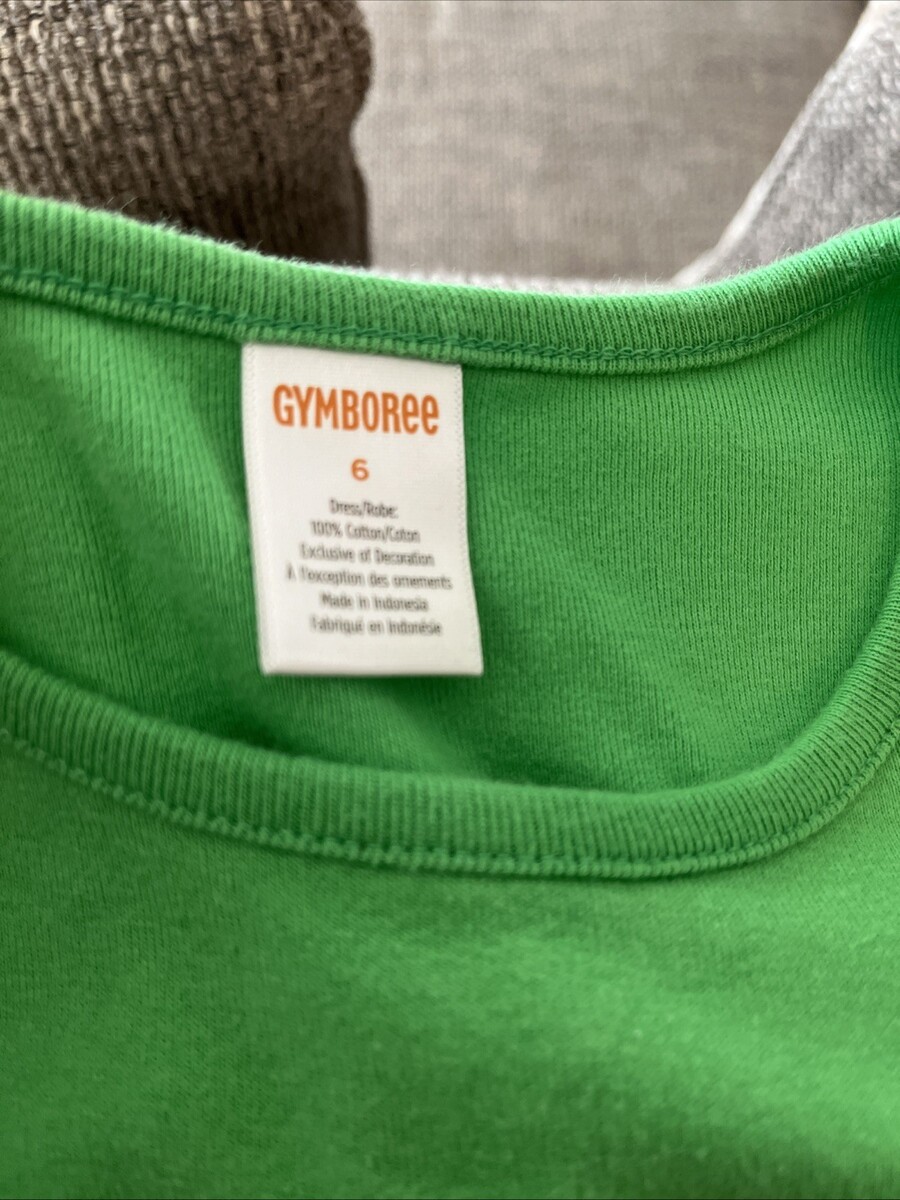 GYMBOREE
6
Dress/Robe:
100% Cotton/Coton
Exclusive of Decoration
À l'exception des ornements
Made in Indonesia
Fabriqué en Indonésie